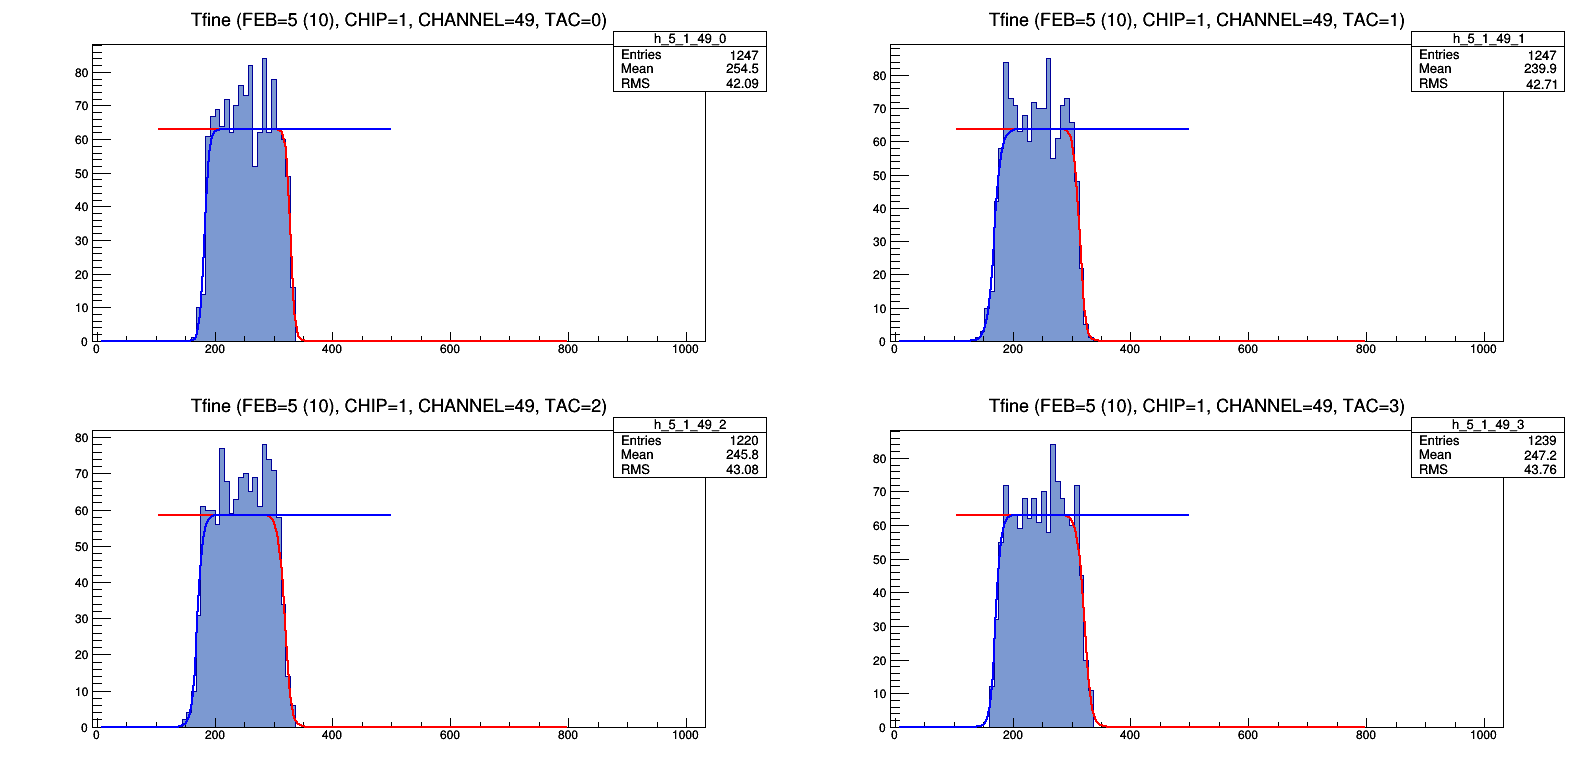 Tfine (FEB=5 (10), CHIP=1, CHANNEL=49, TAC=0)
h_5_1_49_0
Entries 1247
Mean 254.5
RMS 42.09
80
70
60
50
40
30
20
10
0
0 200 400 600 800 1000
Tfine (FEB=5 (10), CHIP=1, CHANNEL=49, TAC=1)
h_5_1_49_1
Entries 1247
Mean 239.9
RMS 42.71
80
70
60
50
40
30
20
10
0
0 200 400 600 800 1000
Tfine (FEB=5 (10), CHIP=1, CHANNEL=49, TAC=2)
h_5_1_49_2
Entries 1220
Mean 245.8
RMS 43.08
80
70
60
50
40
30
20
10
0
0 200 400 600 800 1000
Tfine (FEB=5 (10), CHIP=1, CHANNEL=49, TAC=3)
h_5_1_49_3
Entries 1239
Mean 247.2
RMS 43.76
80
70
60
50
40
30
20
10
0
0 200 400 600 800 1000